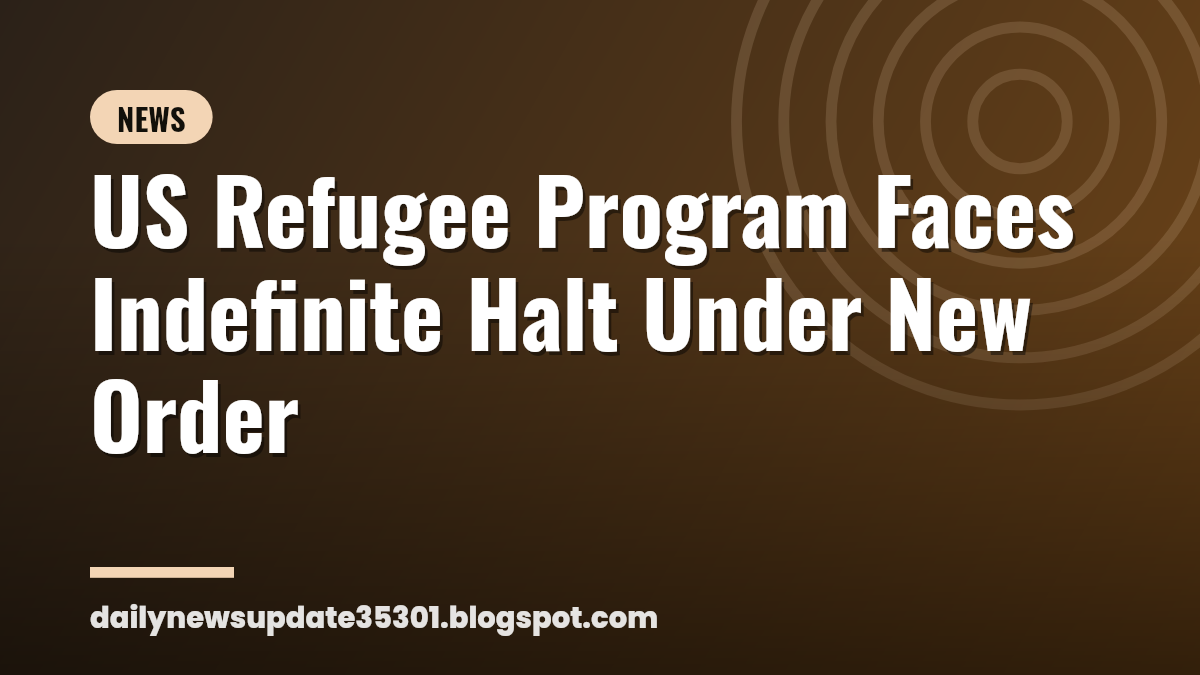 NEWS
US Refugee Program Faces
Indefinite Halt Under New
Order
dailynewsupdate35301.blogspot.com